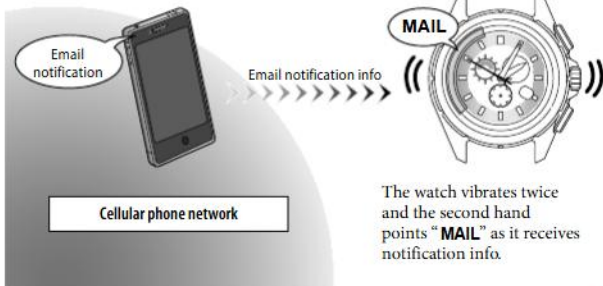 Email
notification
Email notification info
MAIL
Cellular phone network
The watch vibrates twice
and the second hand
points “MAIL” as it receives
notification info.